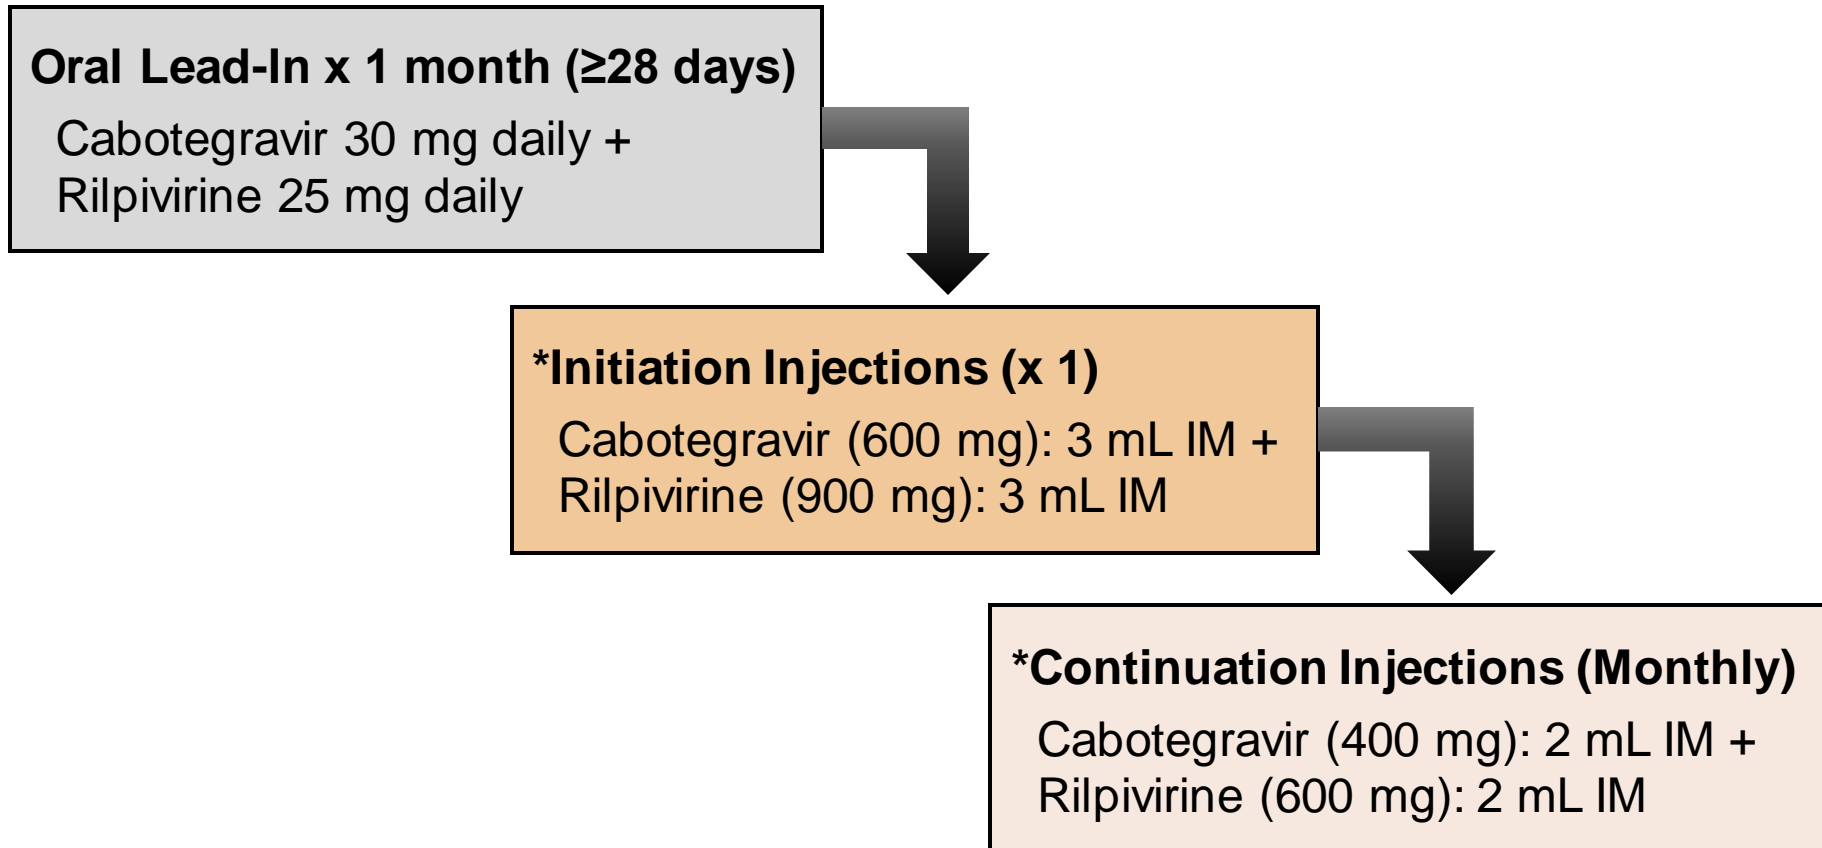 Oral Lead-In x 1 month (≥28 days)
Cabotegravir 30 mg daily +
Rilpivirine 25 mg daily
*Initiation Injections (x 1)
Cabotegravir (600 mg): 3 mL IM +
Rilpivirine (900 mg): 3 mL IM
*Continuation Injections (Monthly)
Cabotegravir (400 mg): 2 mL IM +
Rilpivirine (600 mg): 2 mL IM